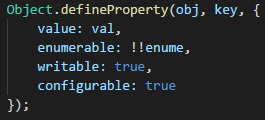 Object.defineProperty(obj, key, {
    value: val,
    enumerable: !!enume,
    writable: true,
    configurable: true
});